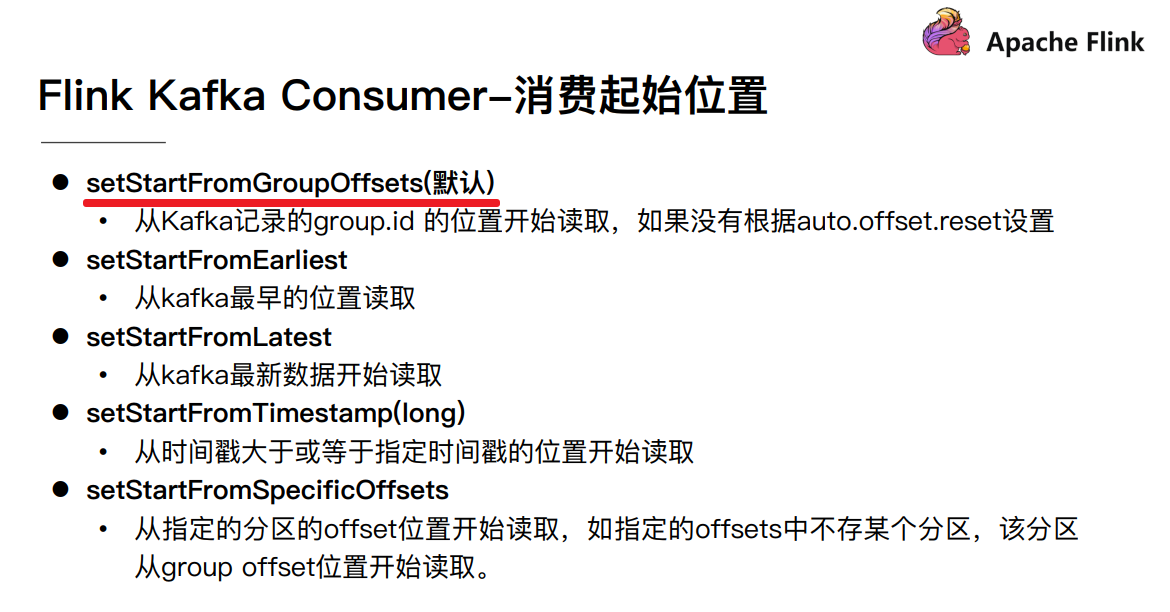 Apache Flink
Flink Kafka Consumer–消费起始位置
● setStartFromGroupOffsets(默认)
• 从Kafka记录的group.id 的位置开始读取，如果没有根据auto.offset.reset设置
● setStartFromEarliest
• 从kafka最早的位置读取
● setStartFromLatest
• 从kafka最新数据开始读取
● setStartFromTimestamp(long)
• 从时间戳大于或等于指定时间戳的位置开始读取
● setStartFromSpecificOffsets
• 从指定的分区的offset位置开始读取，如指定的offsets中不存某个分区，该分区
从group offset位置开始读取。